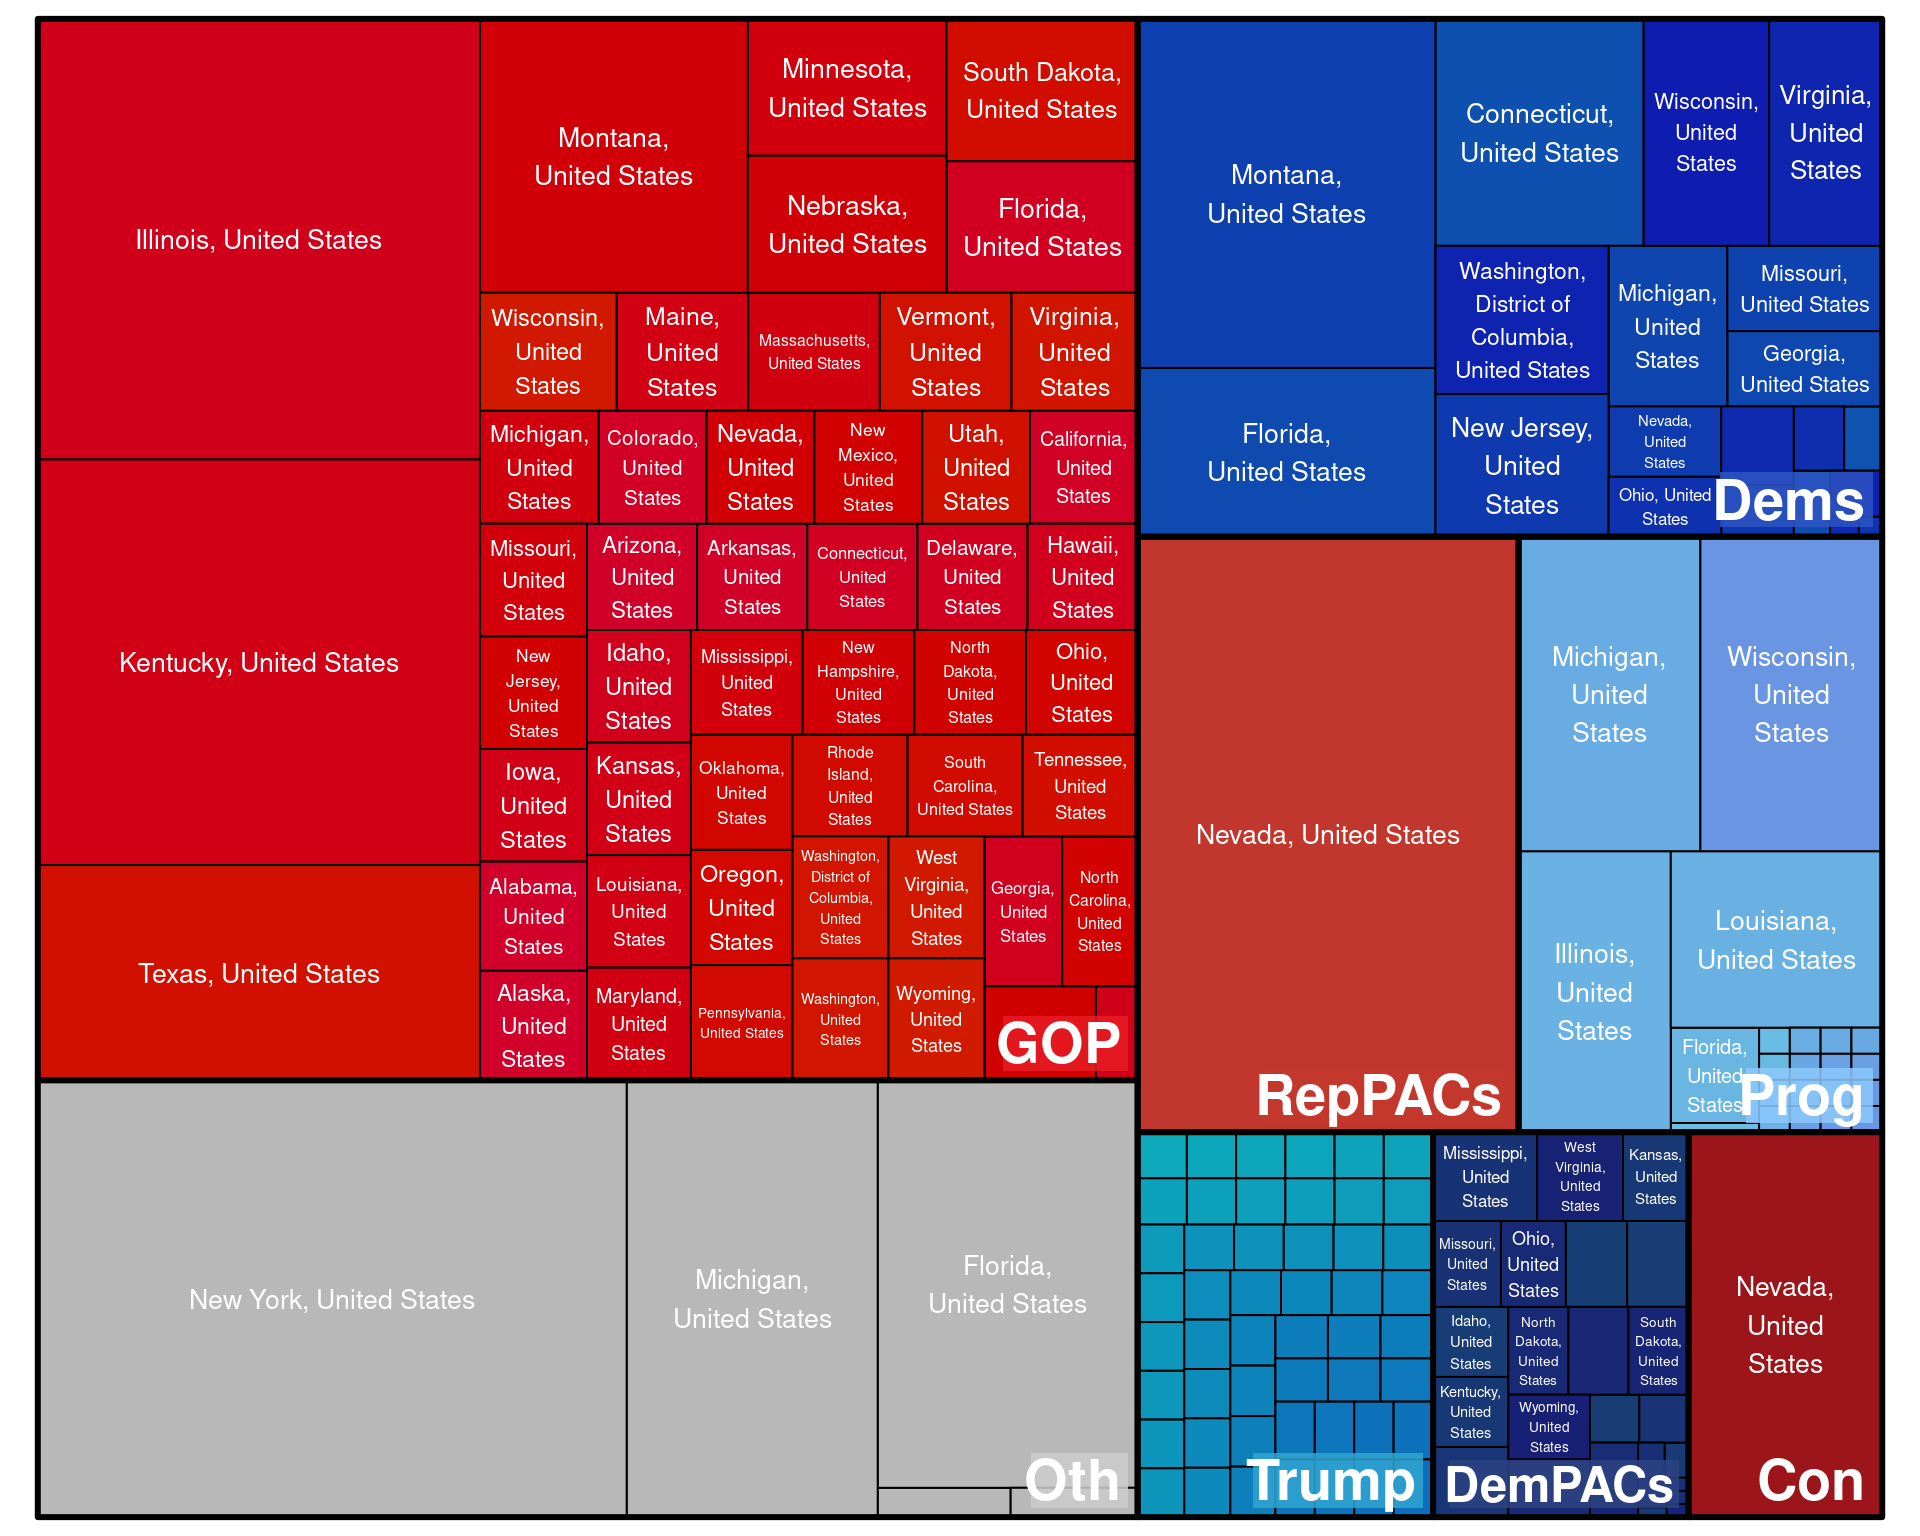 Illinois, United States
Kentucky, United States
Texas, United States
Montana,
United States
Minnesota,
United States
South Dakota,
United States
Nebraska,
United States
Florida,
United States
Wisconsin,
United
States
Maine,
United
States
Massachusetts,
United States
Vermont,
United
States
Virginia,
United
States
Michigan,
United
States
Colorado,
United
States
Nevada,
United
States
New
Mexico,
United
States
Utah,
United
States
California,
United
States
Missouri,
United
States
Arizona,
United
States
Arkansas,
United
States
Connecticut,
United
States
Delaware,
United
States
Hawaii,
United
States
New
Jersey,
United
States
Idaho,
United
States
Mississippi,
United
States
New
Hampshire,
United
States
North
Dakota,
United
States
Ohio,
United
States
Iowa,
United
States
Kansas,
United
States
Oklahoma,
United
States
Rhode
Island,
United
States
South
Carolina,
United States
Tennessee,
United
States
Alabama,
United
States
Louisiana,
United
States
Oregon,
United
States
Washington,
District of
Columbia,
United
States
West
Virginia,
United
States
Georgia,
United
States
North
Carolina,
United
States
Alaska,
United
States
Maryland,
United
States
Pennsylvania,
United States
Washington,
United
States
Wyoming,
United
States
GOP
New York, United States
Michigan,
United States
Florida,
United States
Oth
Montana,
United States
Florida,
United States
Connecticut,
United States
Wisconsin,
United
States
Virginia,
United
States
Washington,
District of
Columbia,
United States
Michigan,
United
States
Missouri,
United States
Georgia,
United States
New Jersey,
United
States
Nevada,
United
States
Ohio, United
States
Dems
Nevada, United States
RepPACs
Michigan,
United
States
Wisconsin,
United
States
Illinois,
United
States
Louisiana,
United States
Florida,
United
States
Prog
Trump
Mississippi,
United
States
West
Virginia,
United
States
Kansas,
United
States
Missouri,
United
States
Ohio,
United
States
Idaho,
United
States
North
Dakota,
United
States
South
Dakota,
United
States
Kentucky,
United
States
Wyoming,
United
States
DemPACs
Nevada,
United
States
Con